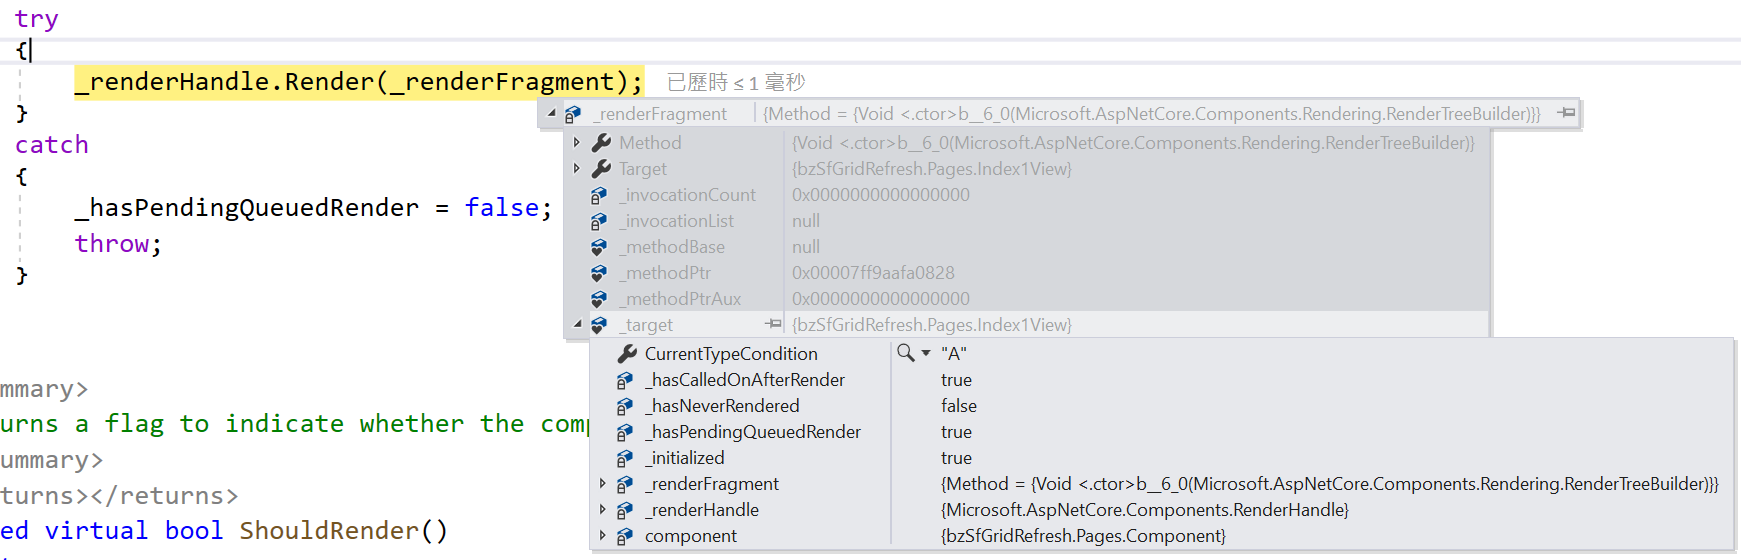 try
{
_renderHandle.Render(_renderFragment); 已歷時 ≤ 1 毫秒
_renderFragment {Method = {Void <.ctor>b__6_0(Microsoft.AspNetCore.Components.Rendering.RenderTreeBuilder)}}
}
Method {Void <.ctor>b__6_0(Microsoft.AspNetCore.Components.Rendering.RenderTreeBuilder)}
catch
Target {bzSfGridRefresh.Pages.Index1View}
{
_invocationCount 0x0000000000000000
_hasPendingQueuedRender = false;
_invocationList null
throw;
_methodBase null
}
_methodPtr 0x00007ff9aafa0828
_methodPtrAux 0x0000000000000000
_target {bzSfGridRefresh.Pages.Index1View}
CurrentTypeCondition "A"
_hasCalledOnAfterRender true
mmary>
_hasNeverRendered false
urns a flag to indicate whether the comp
_hasPendingQueuedRender true
ummary>
_initialized true
_renderFragment {Method = {Void <.ctor>b__6_0(Microsoft.AspNetCore.Components.Rendering.RenderTreeBuilder)}}
turns></returns>
_renderHandle {Microsoft.AspNetCore.Components.RenderHandle}
ed virtual bool ShouldRender()
component {bzSfGridRefresh.Pages.Component}